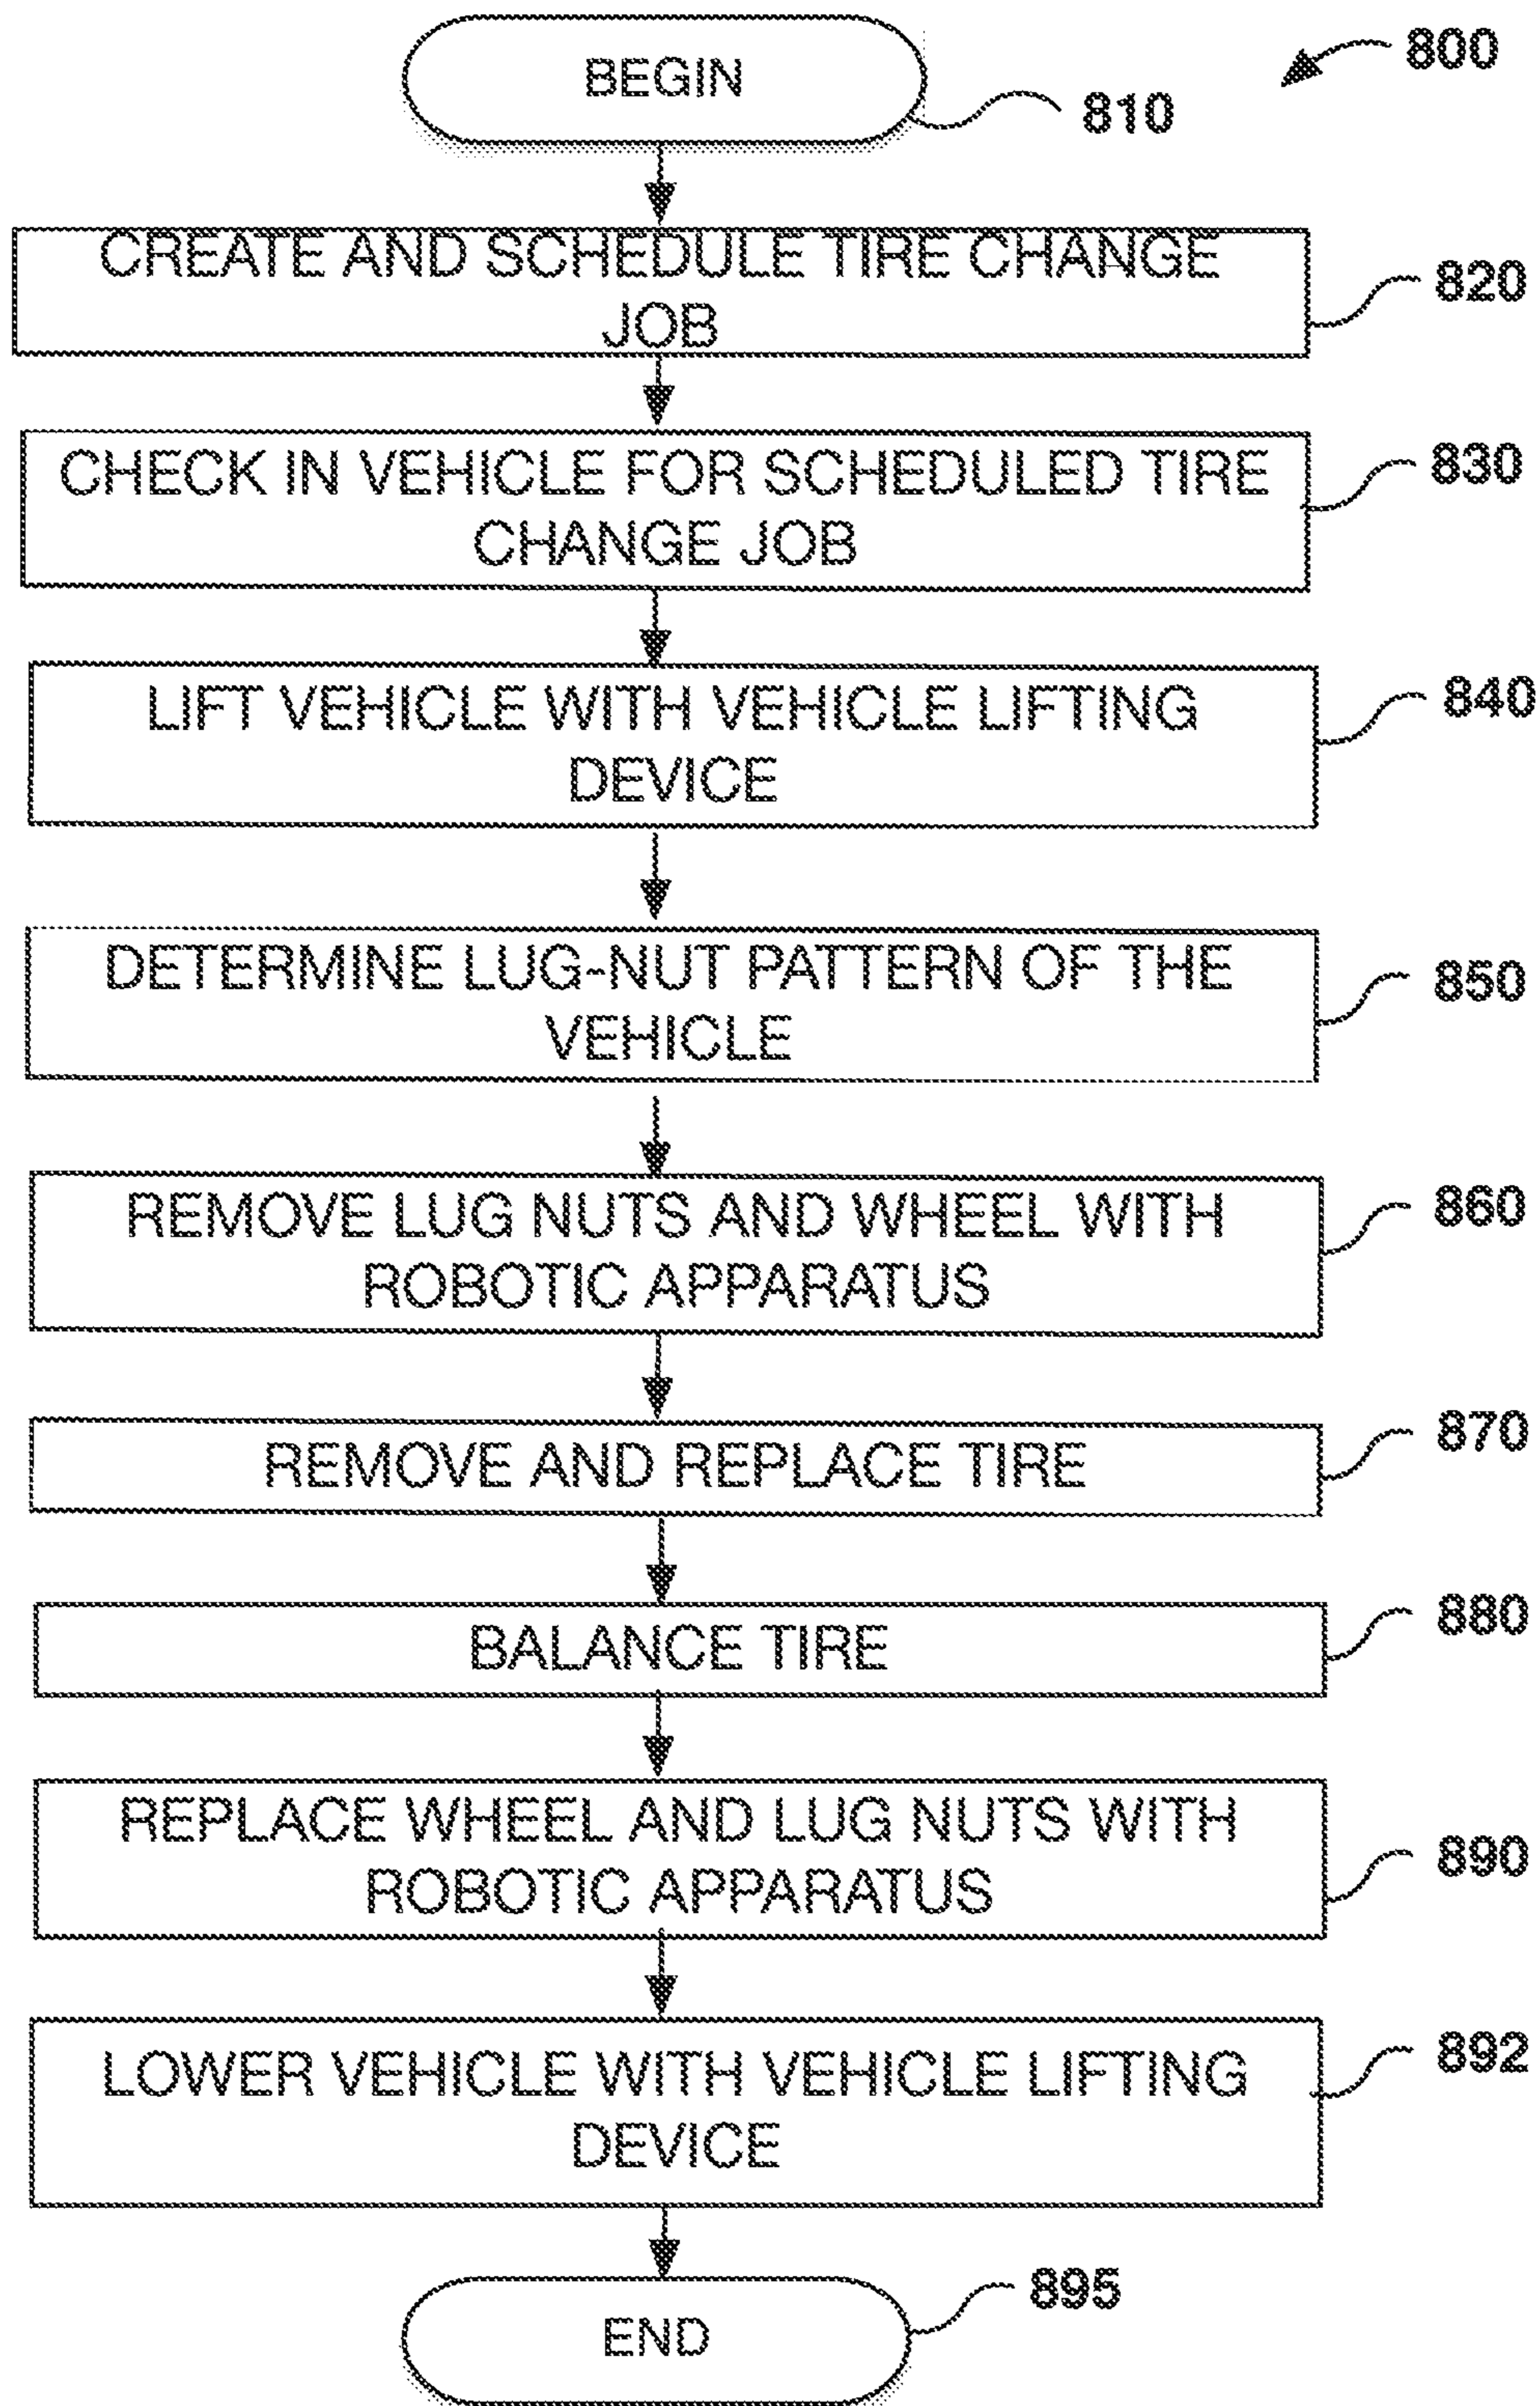 BEGIN
800
810
CREATE AND SCHEDULE TIRE CHANGE
JOB
820
CHECK IN VEHICLE FOR SCHEDULED TIRE
CHANGE JOB
830
LIFT VEHICLE WITH VEHICLE LIFTING
DEVICE
840
DETERMINE LUG-NUT PATTERN OF THE
VEHICLE
850
REMOVE LUG NUTS AND WHEEL WITH
ROBOTIC APPARATUS
860
REMOVE AND REPLACE TIRE
870
BALANCE TIRE
880
REPLACE WHEEL AND LUG NUTS WITH
ROBOTIC APPARATUS
890
LOWER VEHICLE WITH VEHICLE LIFTING
DEVICE
892
END
895